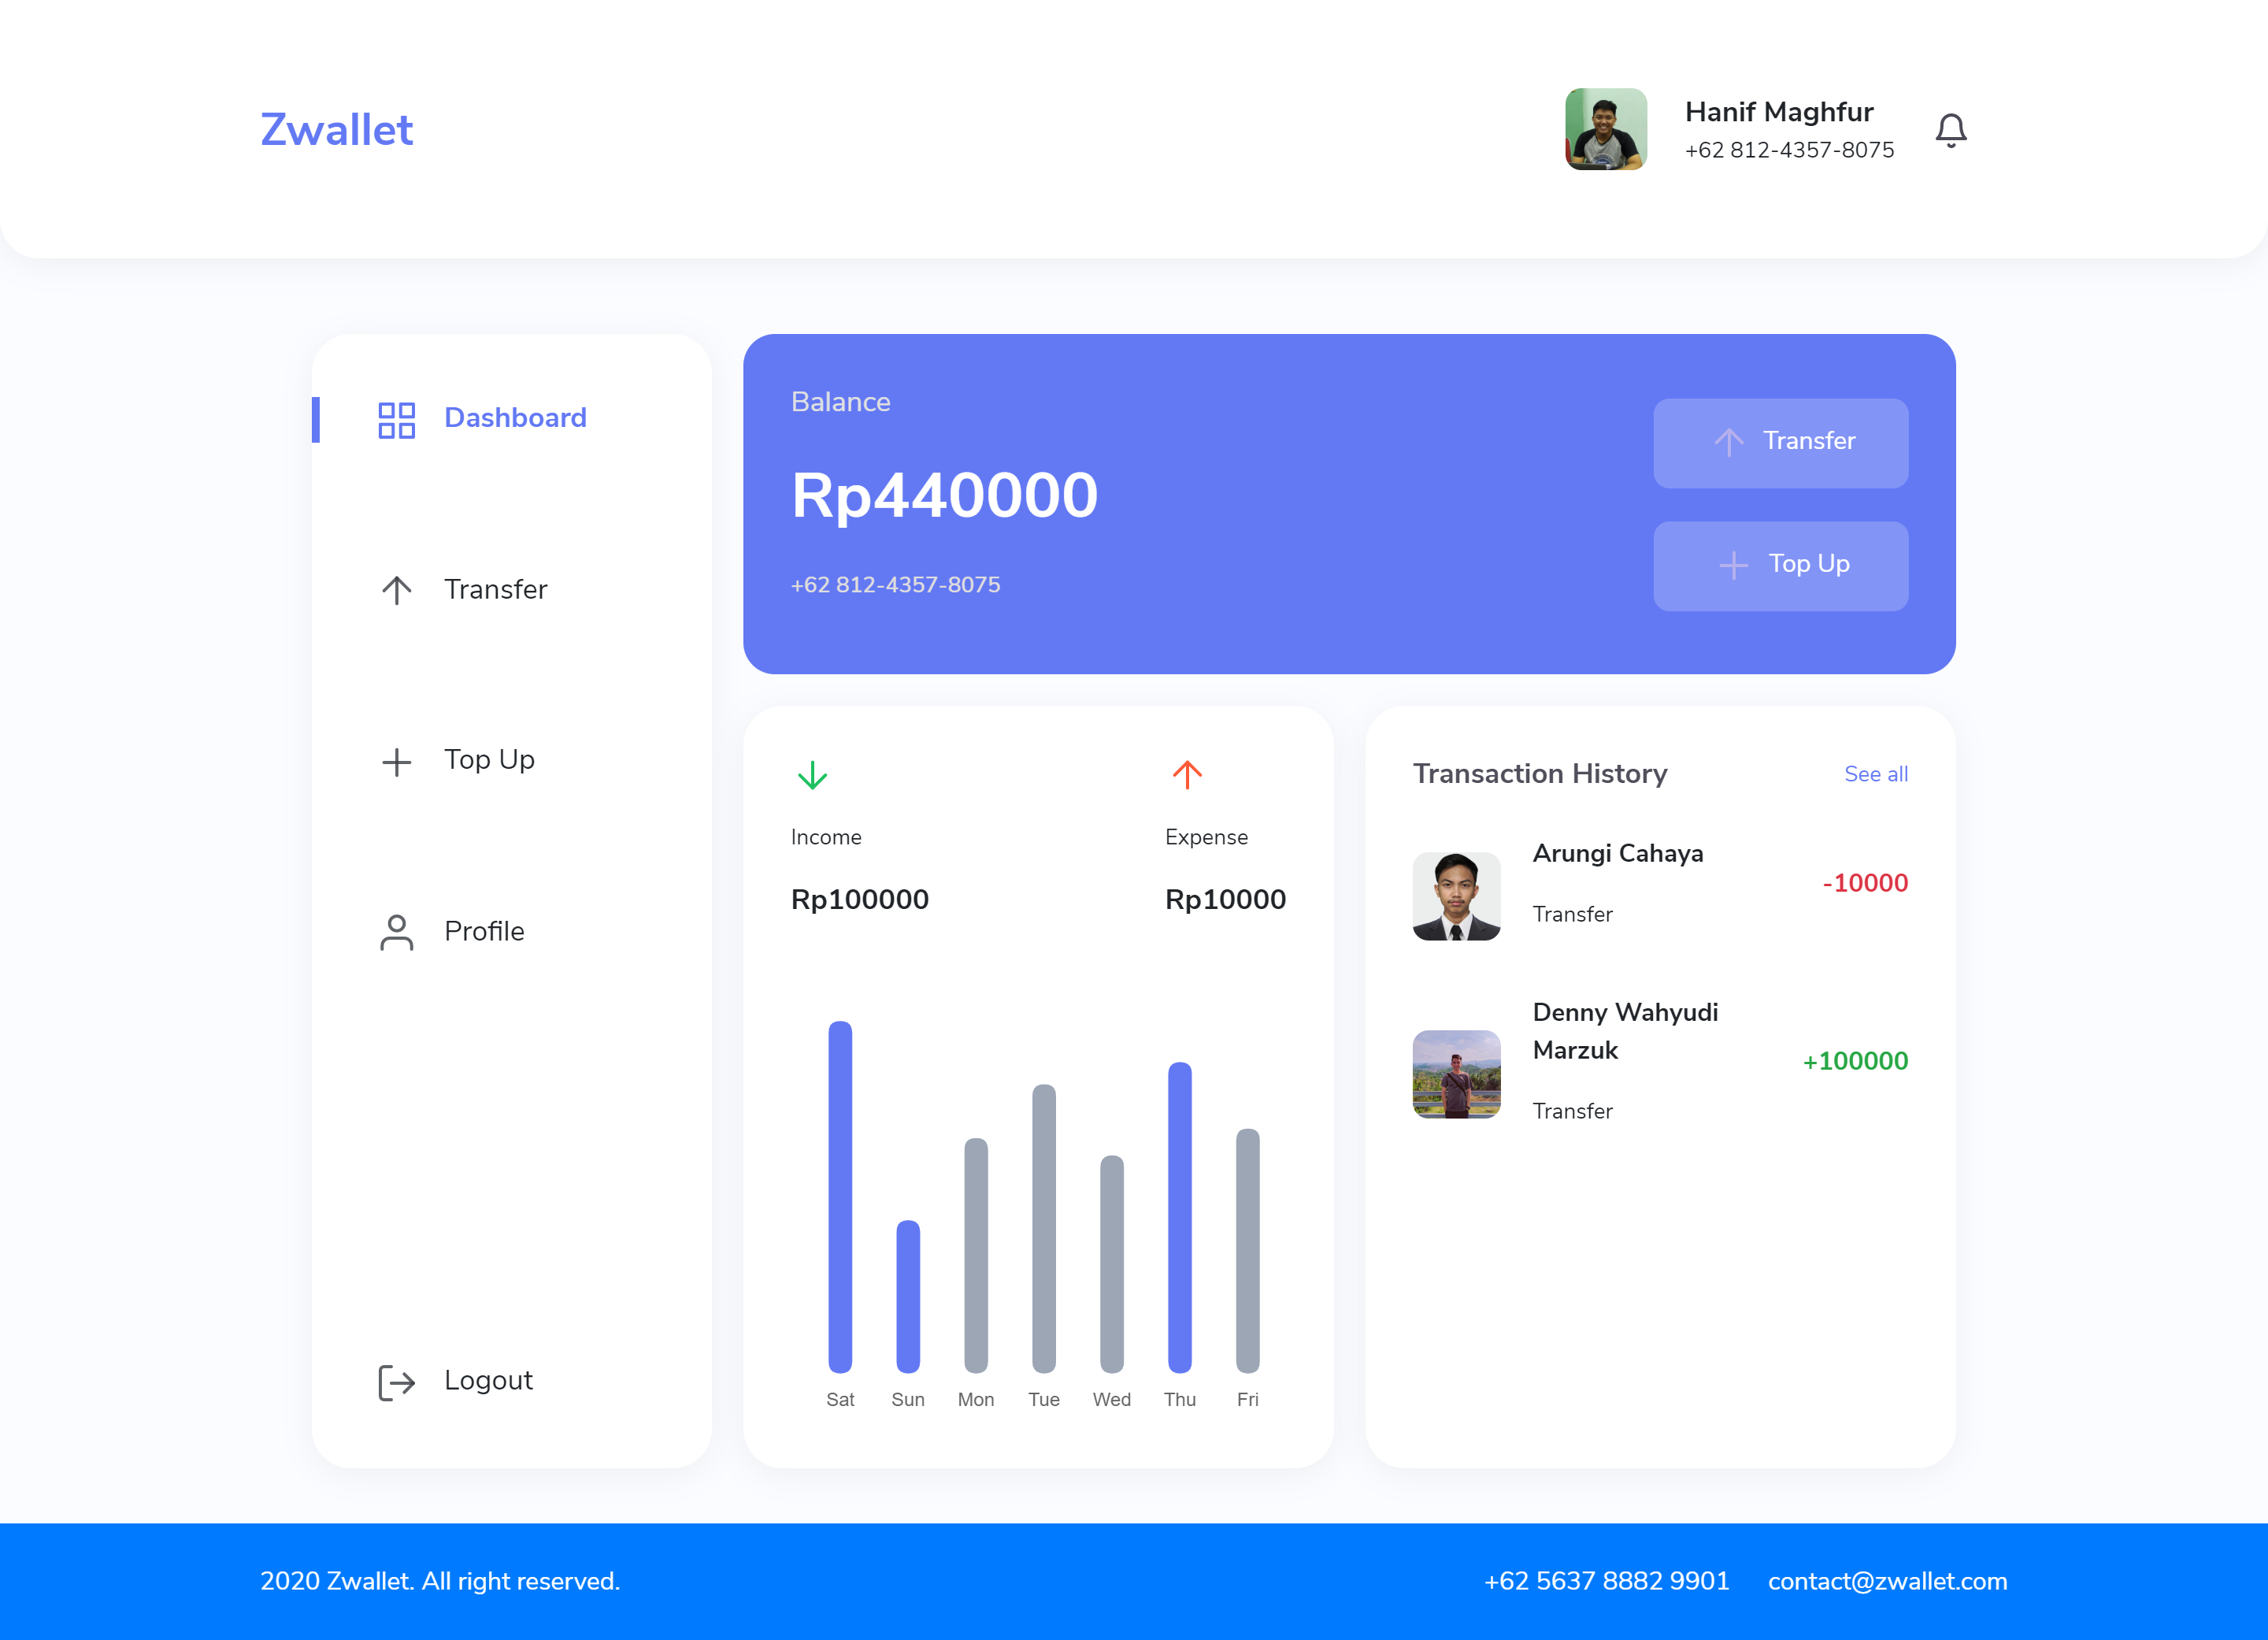 Zwallet
Hanif Maghfur
+62 812-4357-8075
Dashboard
Transfer
Top Up
Profile
Logout
Balance
Rp440000
+62 812-4357-8075
Transfer
Top Up
Income
Rp100000
Expense
Rp10000
Sat Sun Mon Tue Wed Thu Fri
Transaction History
See all
Arungi Cahaya
Transfer
-10000
Denny Wahyudi
Marzuk
Transfer
+100000
2020 Zwallet. All right reserved.
+62 5637 8882 9901
contact@zwallet.com